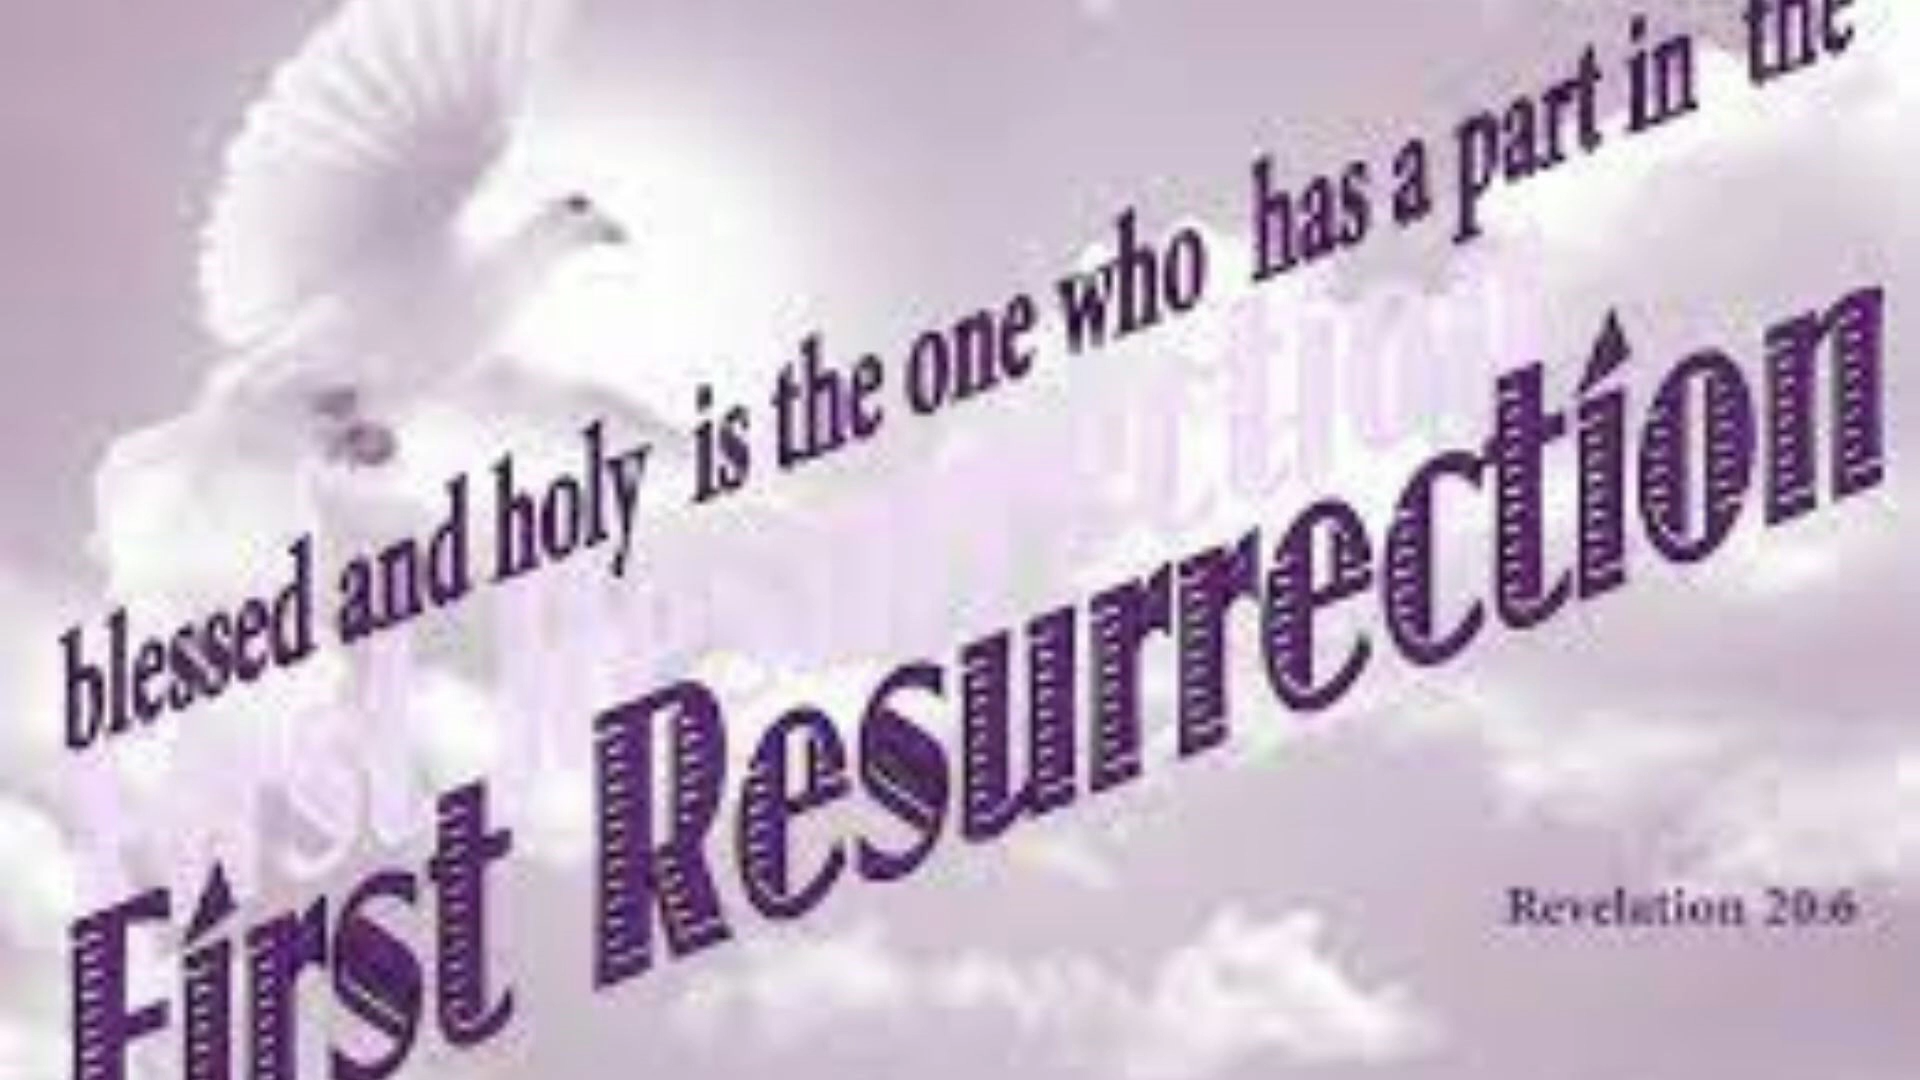 blessed and holy is the one who has a part in the
First Resurrection
Revelation 20:6